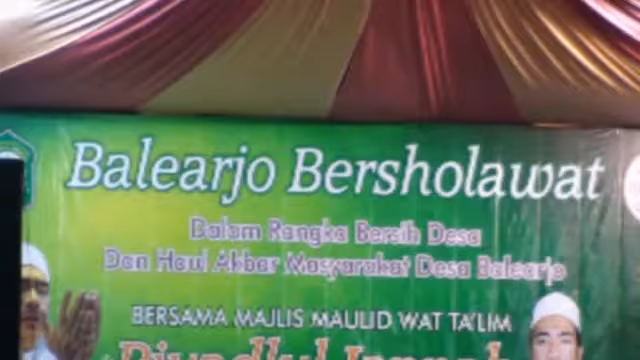 Balearjo Bersholawat
Dalam Rangka Bersih Desa
Dan Haul Akbar Masyarakat Desa Balearjo
BERSAMA MAJLIS MAULID WAT TA'LIM